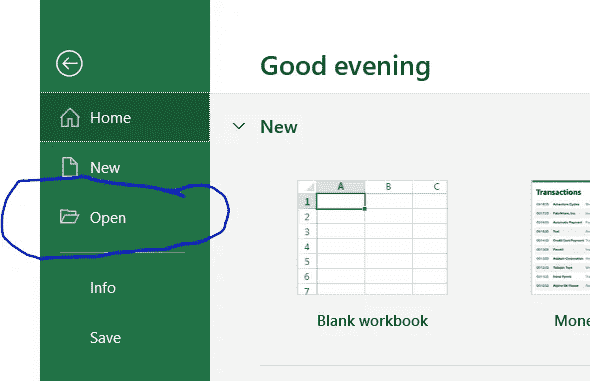 Good evening
Home
New
Open
Info
Save
New
A B C
1
2
3
4
5
6
7
Blank workbook
Transactions
Mone